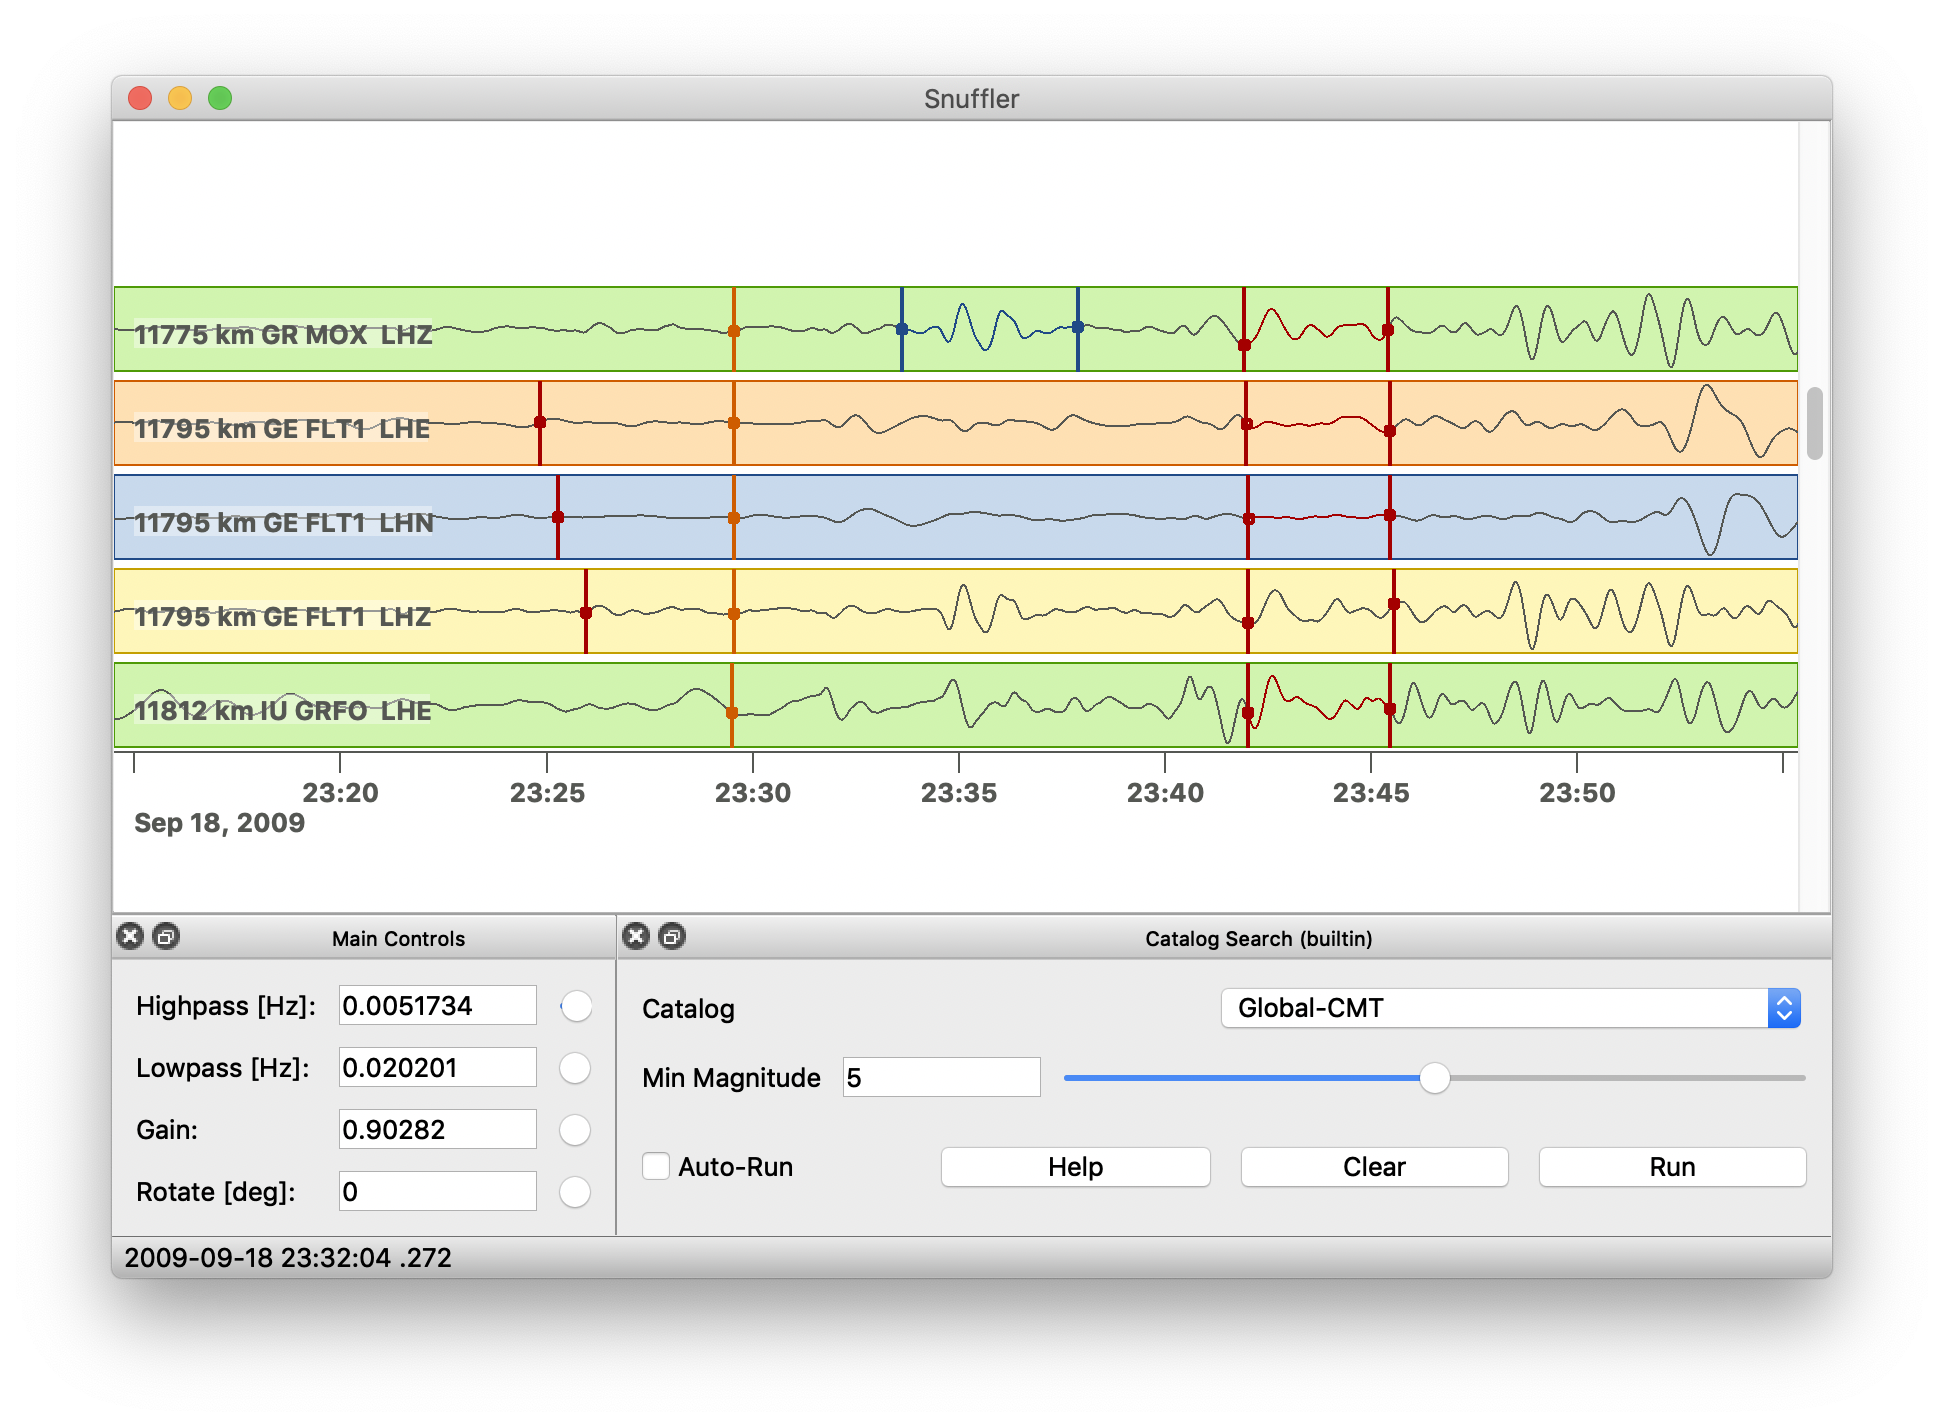 Snuffler
11775 km GR MOX LHZ
11795 km GE FLT1 LHE
11795 km GE FLT1 LHN
11795 km GE FLT1 LHZ
11812 km IU GRFO LHE
23:20 23:25 23:30 23:35 23:40 23:45 23:50
Sep 18, 2009
Main Controls
Catalog Search (builtin)
Highpass [Hz]: 0.0051734
Lowpass [Hz]: 0.020201
Gain: 0.90282
Rotate [deg]: 0
Catalog Global-CMT
Min Magnitude 5
Auto-Run Help Clear Run
2009-09-18 23:32:04 .272